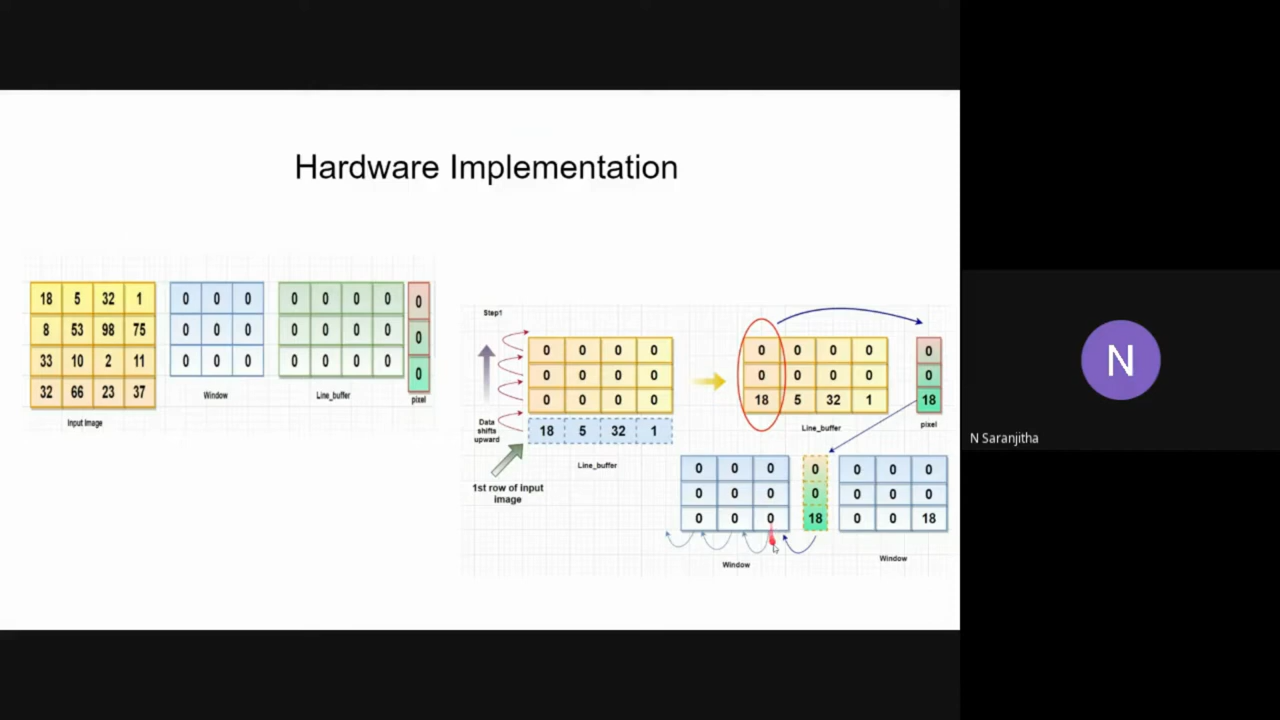 Hardware Implementation
18 5 32 1
8 53 98 75
33 10 2 11
32 66 23 37
Input Image
0 0 0
0 0 0
0 0 0
Window
0 0 0 0
0 0 0 0
0 0 0 0
Line_buffer
0
0
0
pixel
Step1
Data
shifts
upward
0 0 0 0
0 0 0 0
0 0 0 0
18 5 32 1
Line_buffer
1st row of input
image
0 0 0 0
0 0 0 0
18 5 32 1
Line_buffer
0
0
18
pixel
0 0 0
0 0 0
0 0 0
Window
0
0
18
0 0 0
0 0 0
0 0 18
Window
N
N Saranjitha